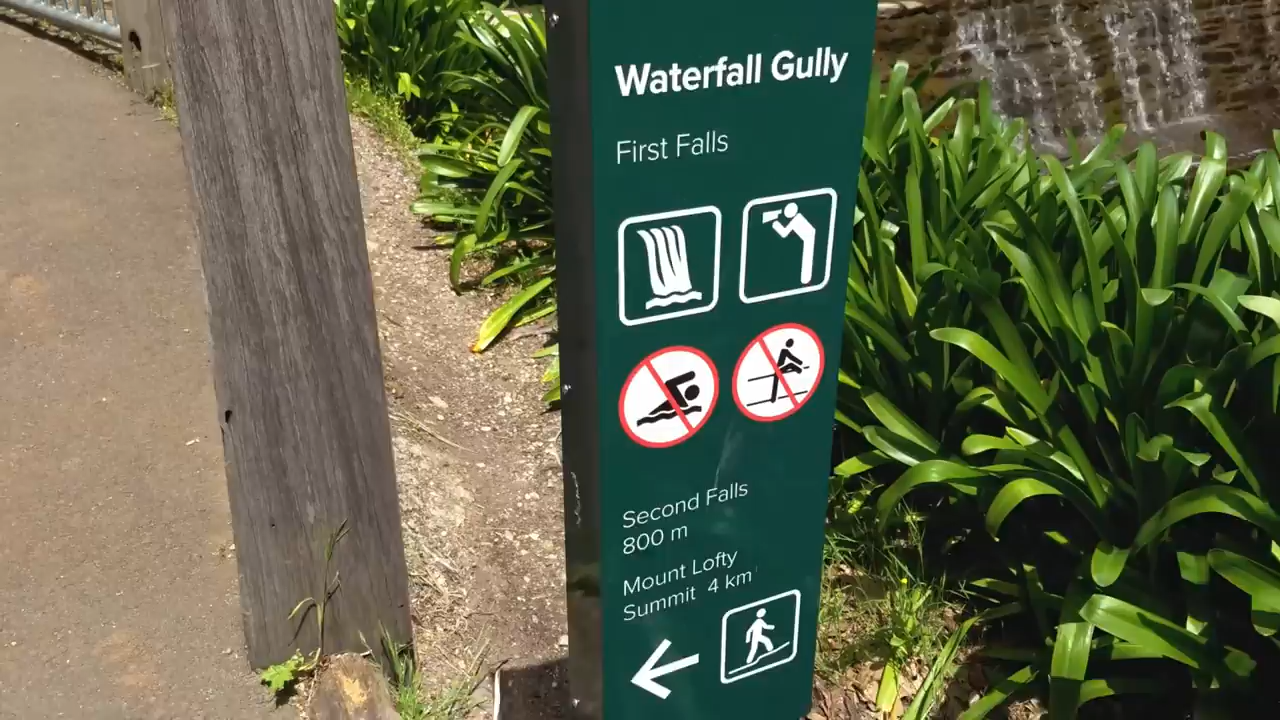 Waterfall Gully
First Falls
Second Falls
800 m
Mount Lofty
Summit 4 km